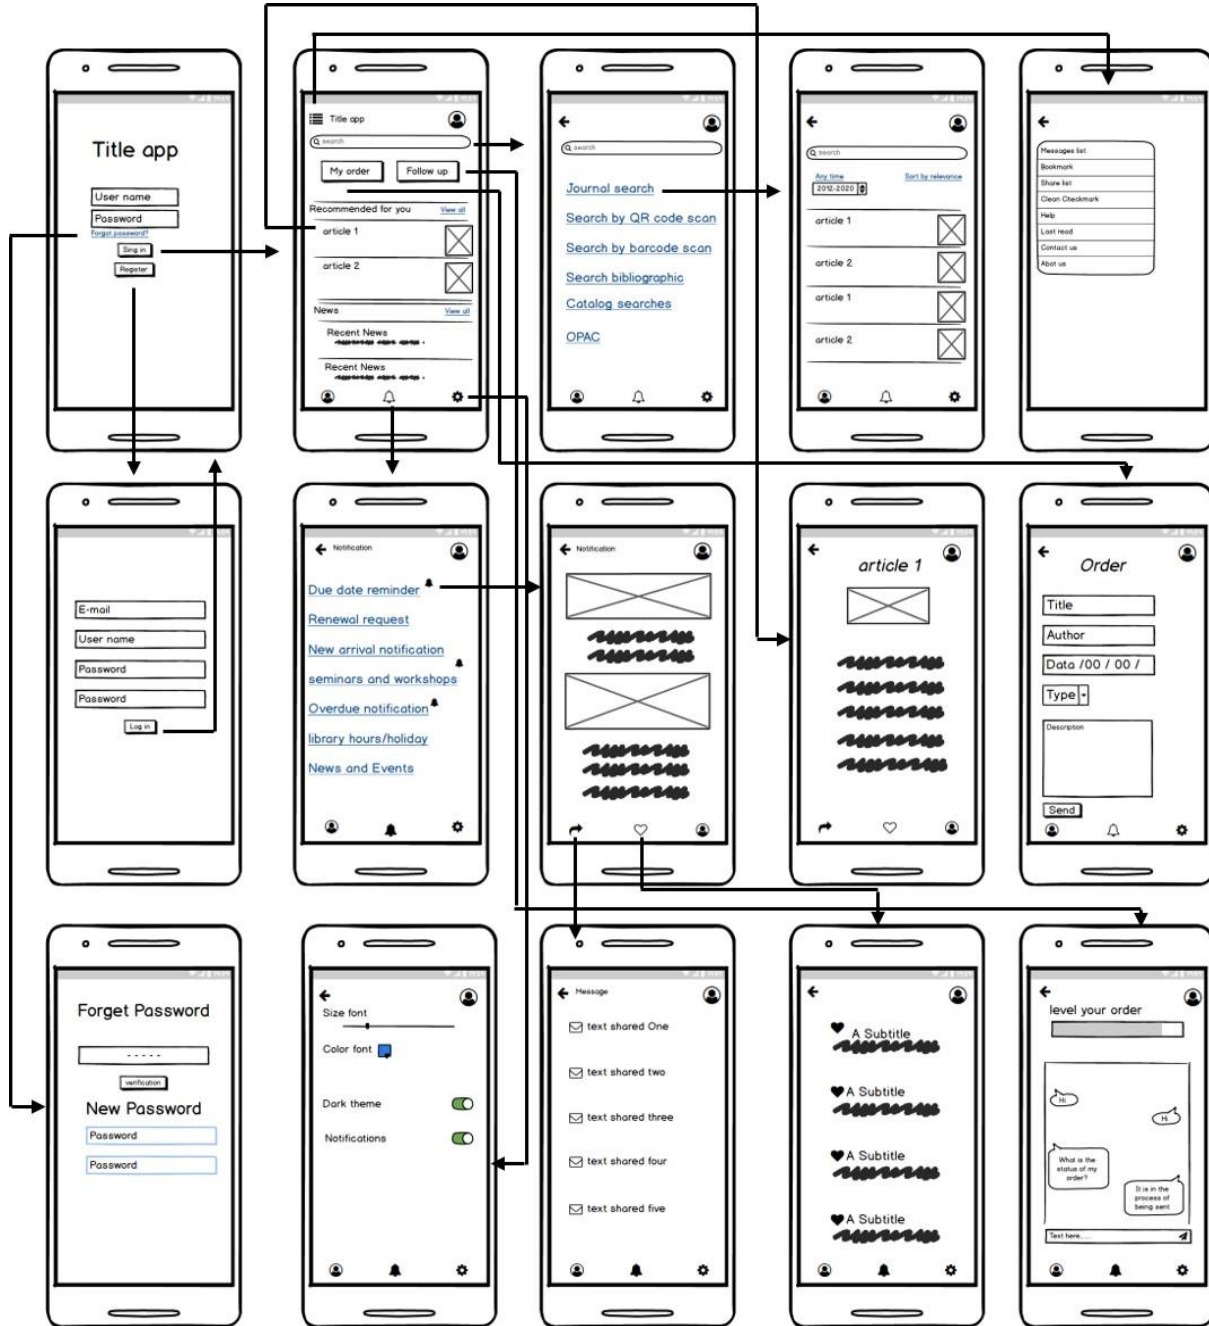 Title app
User name
Password
Forgot password?
Sing in
Register
Title app
search
My order
Follow up
Recommended for you
View all
article 1
article 2
News
View all
Recent News
Recent News
search
Journal search
Search by QR code scan
Search by barcode scan
Search bibliographic
Catalog searches
OPAC
search
Any time
Sort by relevance
2012-2020
article 1
article 2
article 1
article 2
Messages list
Bookmark
Share list
Clean Checkmark
Help
Last read
Contact us
Abot us
E-mail
User name
Password
Password
Log in
Notification
Due date reminder
Renewal request
New arrival notification
seminars and workshops
Overdue notification
library hours/holiday
News and Events
Notification
article 1
Order
Title
Author
Data /00 / 00 /
Type
Description
Send
Forget Password
- - - - -
verification
New Password
Password
Password
Size font
Color font
Dark theme
Notifications
Message
text shared One
text shared two
text shared three
text shared four
text shared five
A Subtitle
A Subtitle
A Subtitle
A Subtitle
level your order
Hi
Hi
What is the
status of my
order?
It is in the
process of
being sent
Text here.....